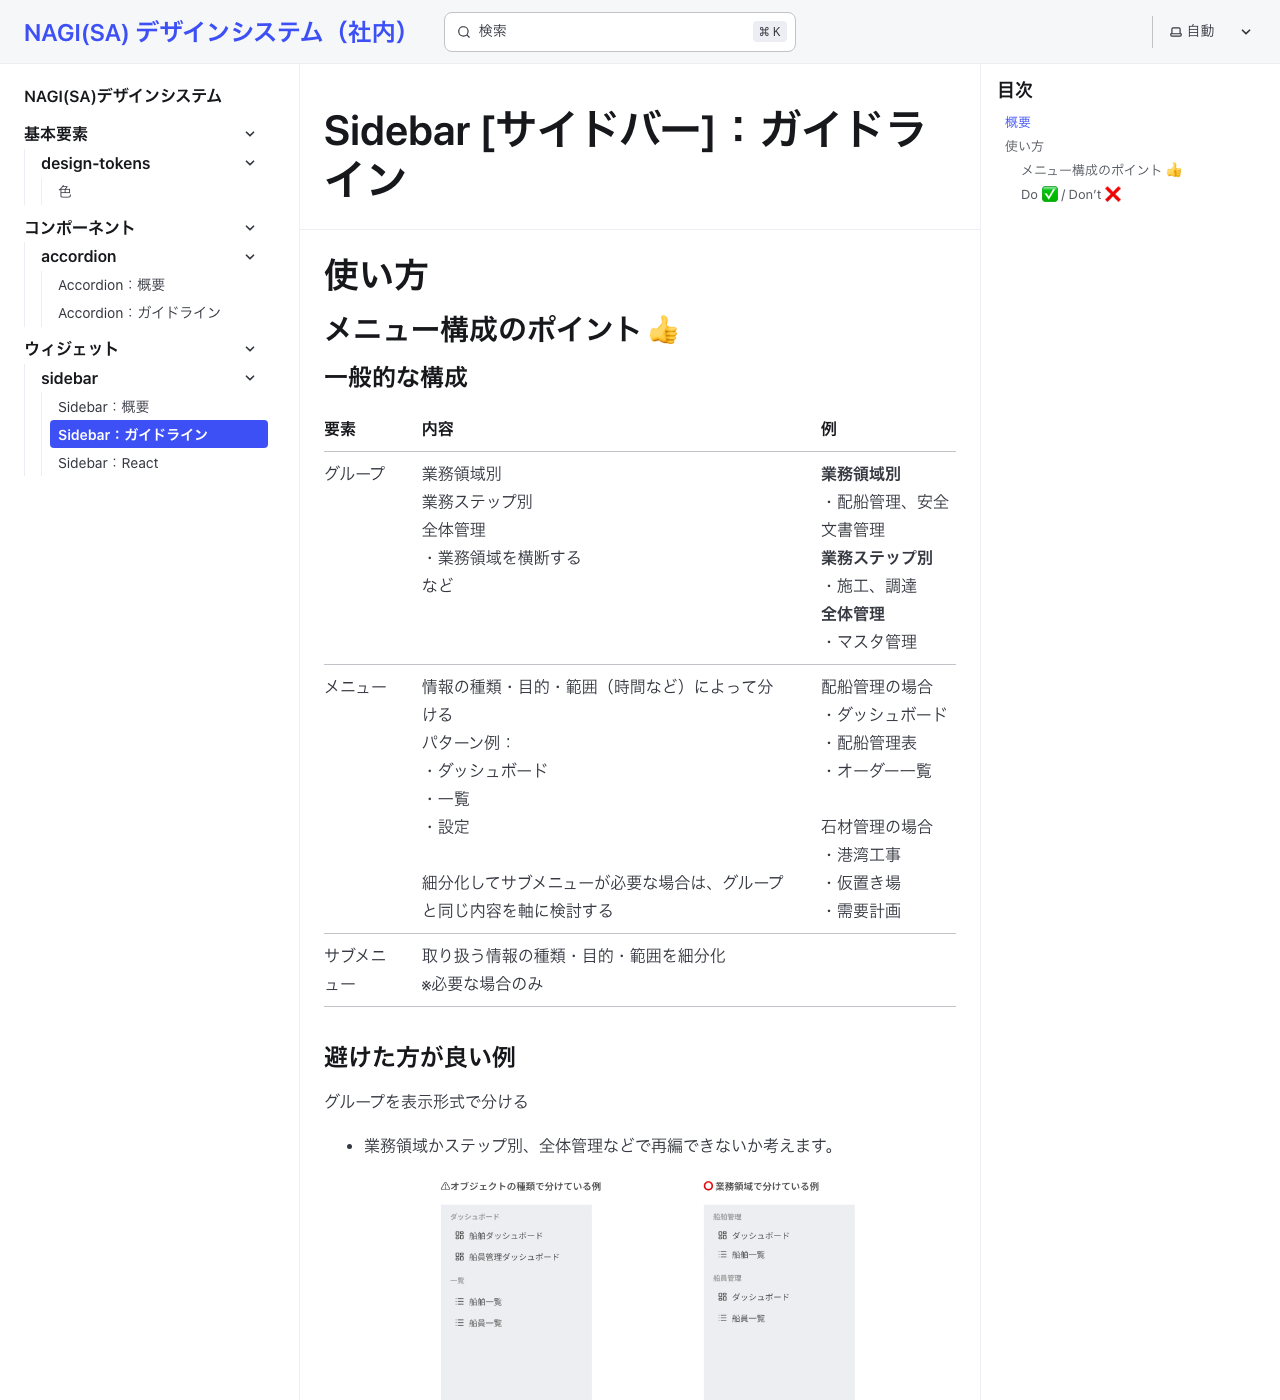 NAGI(SA) デザインシステム（社内）
検索
⌘ K
自動
NAGI(SA)デザインシステム
基本要素
design-tokens
色
コンポーネント
accordion
Accordion：概要
Accordion：ガイドライン
ウィジェット
sidebar
Sidebar：概要
Sidebar：ガイドライン
Sidebar：React
Sidebar [サイドバー]：ガイドラ
イン
使い方
メニュー構成のポイント 👍
一般的な構成
要素 内容 例
グループ
業務領域別
業務ステップ別
全体管理
・業務領域を横断する
など
業務領域別
・配船管理、安全
文書管理
業務ステップ別
・施工、調達
全体管理
・マスタ管理
メニュー
情報の種類・目的・範囲（時間など）によって分
ける
パターン例：
・ダッシュボード
・一覧
・設定
細分化してサブメニューが必要な場合は、グループ
と同じ内容を軸に検討する
配船管理の場合
・ダッシュボード
・配船管理表
・オーダー一覧
石材管理の場合
・港湾工事
・仮置き場
・需要計画
サブメニ
ュー
取り扱う情報の種類・目的・範囲を細分化
※必要な場合のみ
避けた方が良い例
グループを表示形式で分ける
• 業務領域かステップ別、全体管理などで再編できないか考えます。
⚠オブジェクトの種類で分けている例
ダッシュボード
船舶ダッシュボード
船員管理ダッシュボード
一覧
船舶一覧
船員一覧
⭕業務領域で分けている例
船舶管理
ダッシュボード
船舶一覧
船員管理
ダッシュボード
船員一覧
目次
概要
使い方
メニュー構成のポイント 👍
Do ✅ / Don’t ❌